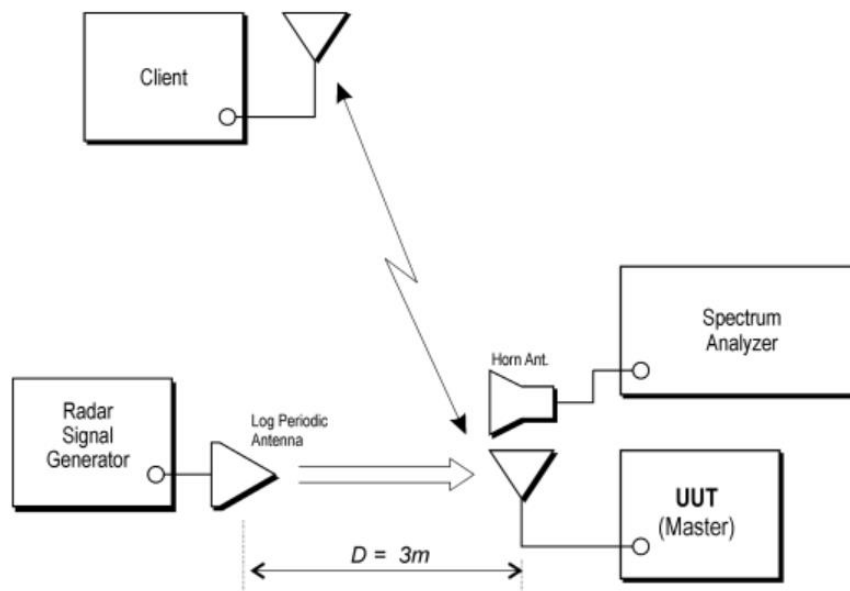 Client
Spectrum
Analyzer
Horn Ant.
Radar
Signal
Generator
Log Periodic
Antenna
UUT
(Master)
D = 3m